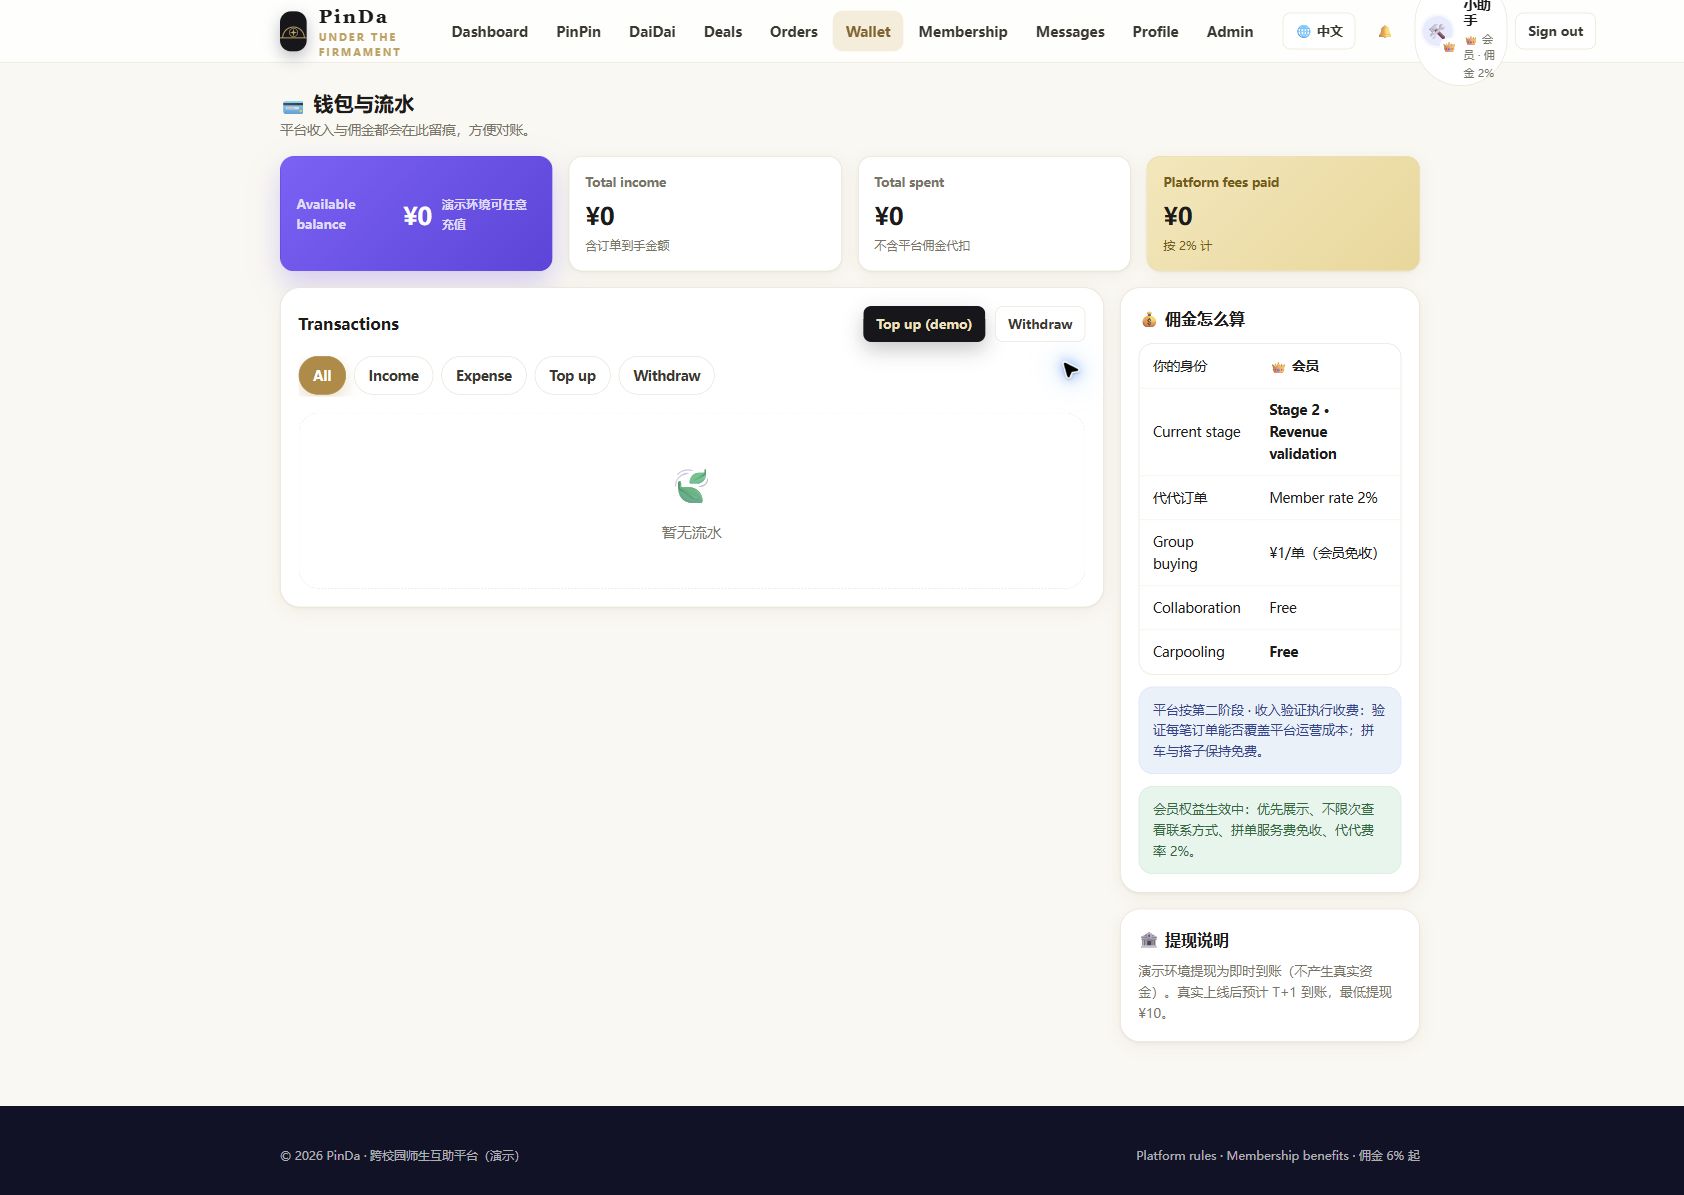 PinDa
UNDER THE
FIRMAMENT
Dashboard
PinPin
DaiDai
Deals
Orders
Wallet
Membership
Messages
Profile
Admin
中文
小助
手
会
员 · 佣
金 2%
Sign out
钱包与流水
平台收入与佣金都会在此留痕，方便对账。
Available
balance
¥0
演示环境可任意
充值
Total income
¥0
含订单到手金额
Total spent
¥0
不含平台佣金代扣
Platform fees paid
¥0
按 2% 计
Transactions
Top up (demo)
Withdraw
All
Income
Expense
Top up
Withdraw
暂无流水
佣金怎么算
你的身份
会员
Current stage
Stage 2 •
Revenue
validation
代代订单
Member rate 2%
Group
buying
¥1/单（会员免收）
Collaboration
Free
Carpooling
Free
平台按第二阶段 · 收入验证执行收费：验
证每笔订单能否覆盖平台运营成本；拼
车与搭子保持免费。
会员权益生效中：优先展示、不限次查
看联系方式、拼单服务费免收、代代费
率 2%。
提现说明
演示环境提现为即时到账（不产生真实资
金）。真实上线后预计 T+1 到账，最低提现
¥10。
© 2026 PinDa · 跨校园师生互助平台（演示）
Platform rules · Membership benefits · 佣金 6% 起